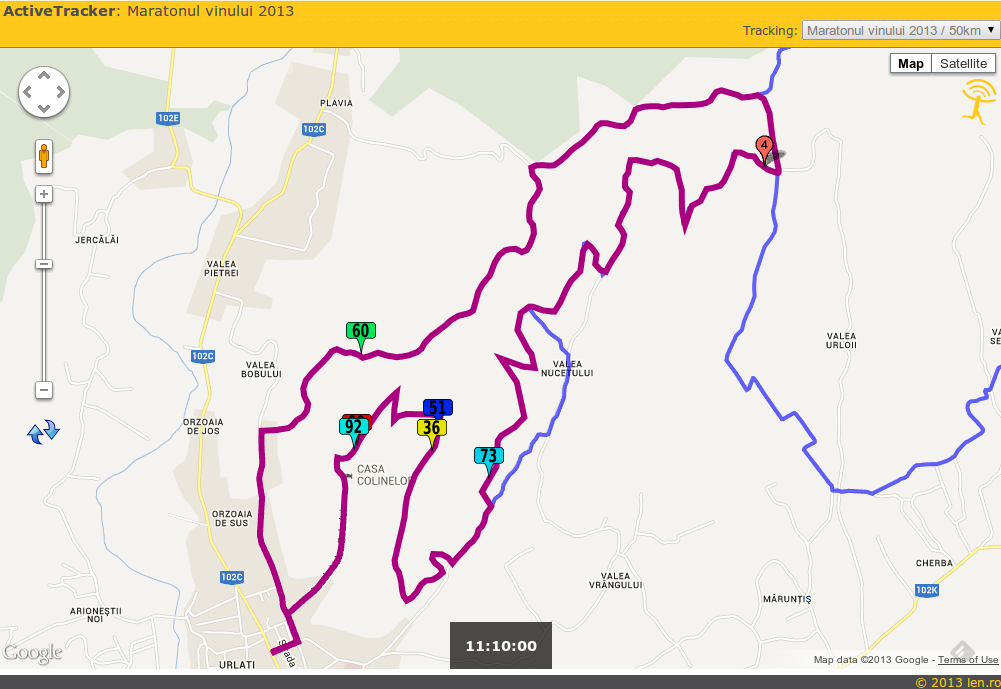 ActiveTracker: Maratonul vinului 2013
Tracking: Maratonul vinului 2013 / 50km
Map Satellite
PLAVIA
102E
102C
4
JERCĂLĂI
VALEA
PIETREI
60
VALEA
URLOII
102C
VALEA
BOBULUI
VALEA
NUCETULUI
51
92
36
ORZOAIA
DE JOS
73
CASA
COLINELOR
ORZOAIA
DE SUS
102C
VALEA
VRÂNGULUI
CHERBA
102K
MĂRUNȚIȘ
ARIONEȘTII
NOI
11:10:00
Google
URLAȚI
Strada
Map data ©2013 Google - Terms of Use
© 2013 len.ro